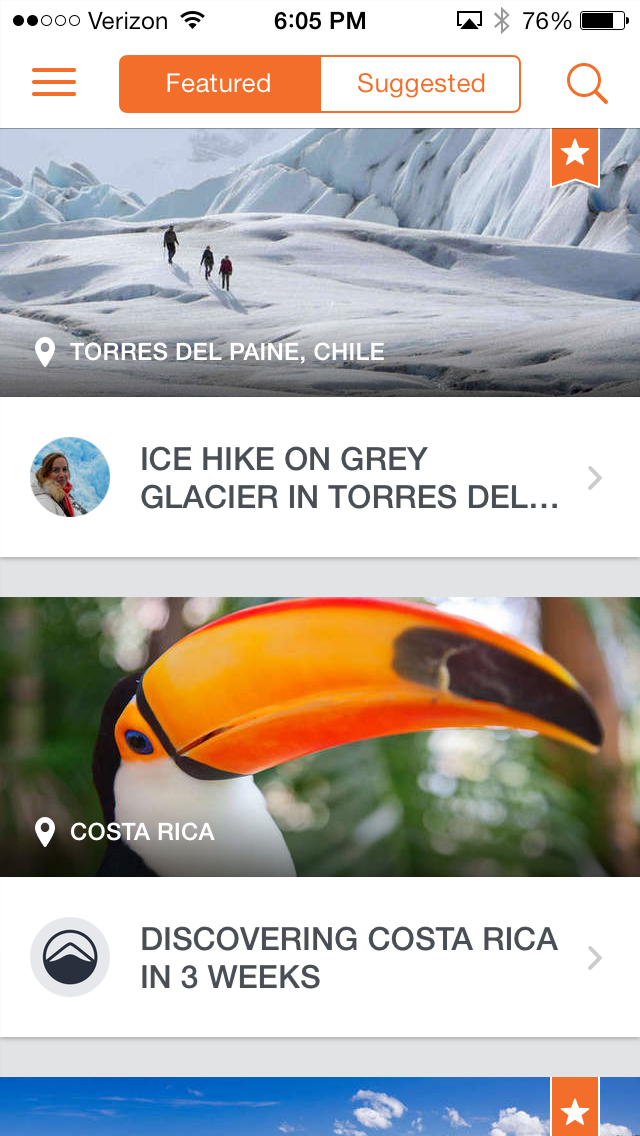 Verizon 6:05 PM 76%
Featured Suggested
TORRES DEL PAINE, CHILE
ICE HIKE ON GREY
GLACIER IN TORRES DEL...
COSTA RICA
DISCOVERING COSTA RICA
IN 3 WEEKS